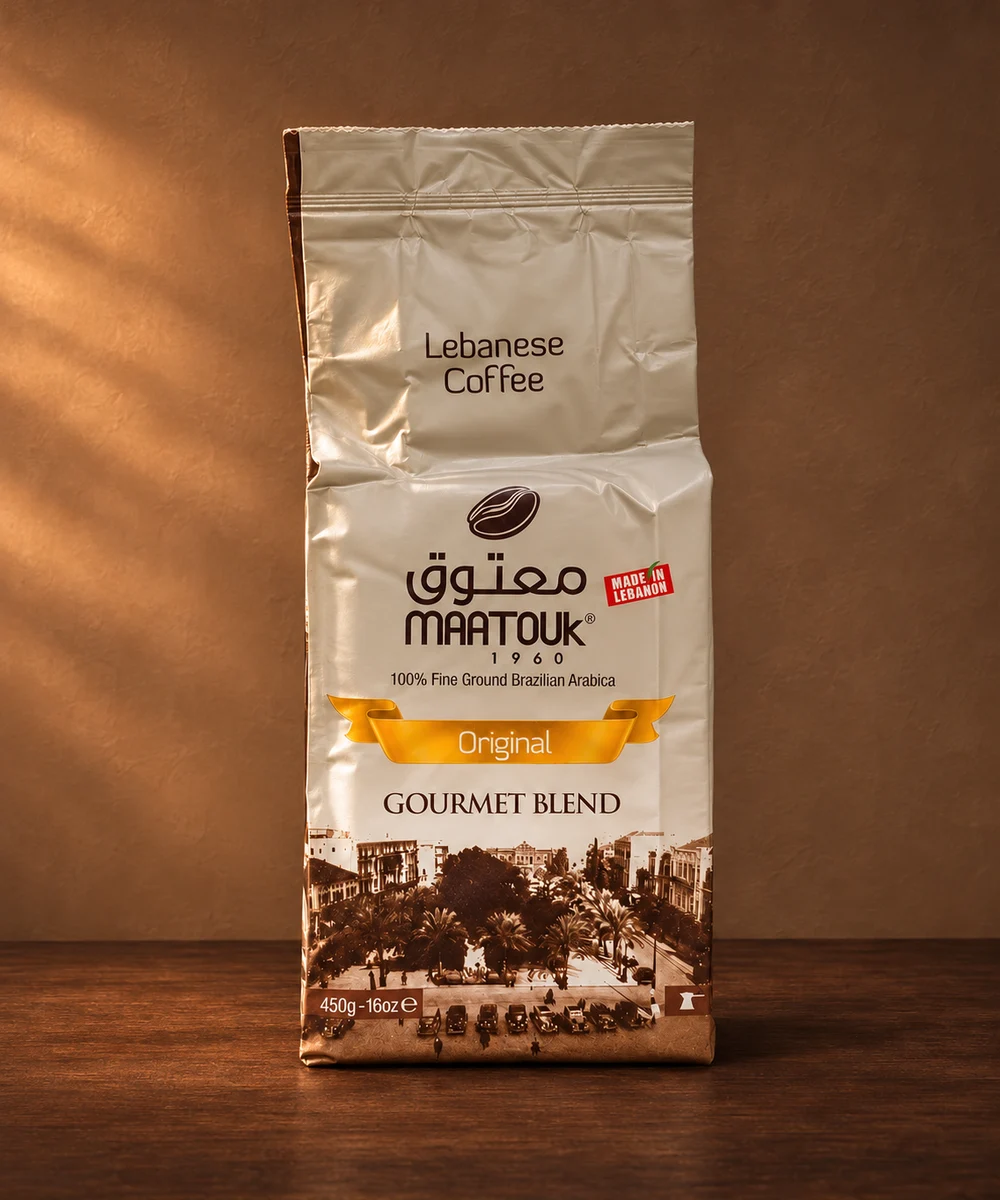 Lebanese
Coffee
معتوق
MAATOUK®
1960
MADE IN
LEBANON
100% Fine Ground Brazilian Arabica
Original
GOURMET BLEND
450g-16oz ℮